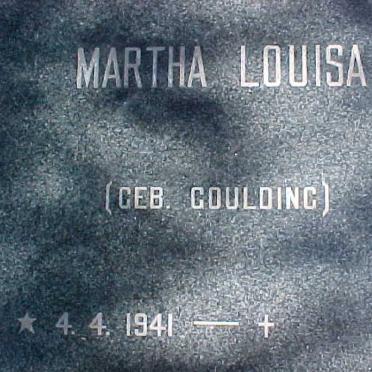 MARTHA LOUISA
(GEB. GOULDING)
★ 4. 4. 1941 — +